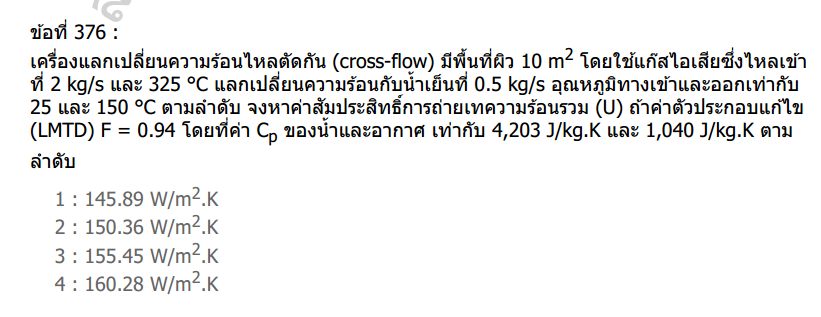 ข้อที่ 376 :
เครื่องแลกเปลี่ยนความร้อนไหลตัดกัน (cross-flow) มีพื้นที่ผิว 10 m² โดยใช้แก๊สไอเสียซึ่งไหลเข้า
ที่ 2 kg/s และ 325 °C แลกเปลี่ยนความร้อนกับน้ำเย็นที่ 0.5 kg/s อุณหภูมิทางเข้าและออกเท่ากับ
25 และ 150 °C ตามลำดับ จงหาค่าสัมประสิทธิ์การถ่ายเทความร้อนรวม (U) ถ้าค่าตัวประกอบแก้ไข
(LMTD) F = 0.94 โดยที่ค่า Cp ของน้ำและอากาศ เท่ากับ 4,203 J/kg.K และ 1,040 J/kg.K ตาม
ลำดับ
1 : 145.89 W/m².K
2 : 150.36 W/m².K
3 : 155.45 W/m².K
4 : 160.28 W/m².K